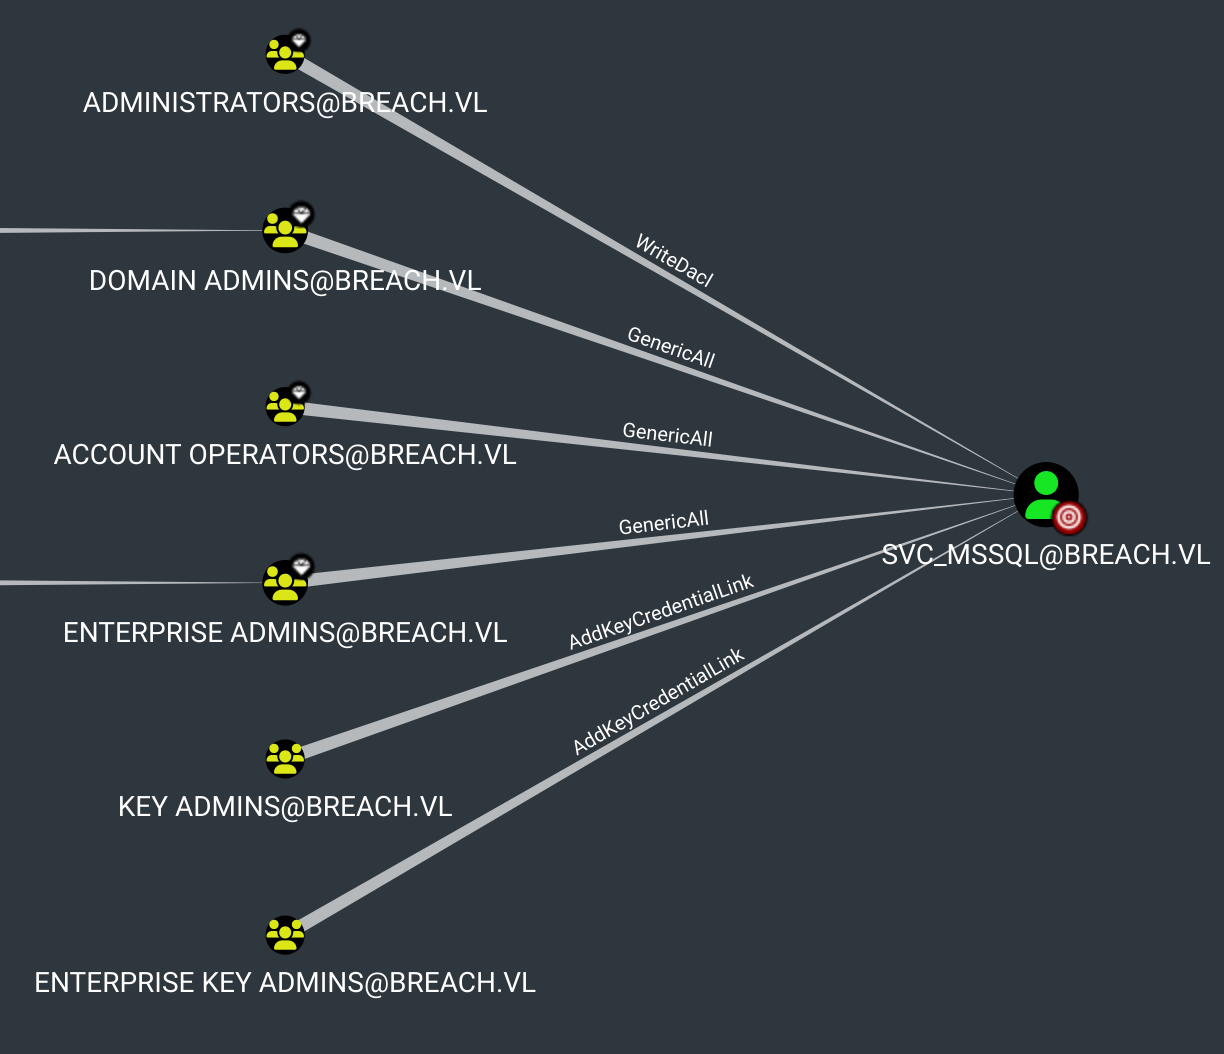 ADMINISTRATORS@BREACH.VL
WriteDacl
DOMAIN ADMINS@BREACH.VL
GenericAll
ACCOUNT OPERATORS@BREACH.VL
GenericAll
GenericAll
SVC_MSSQL@BREACH.VL
ENTERPRISE ADMINS@BREACH.VL
AddKeyCredentialLink
AddKeyCredentialLink
KEY ADMINS@BREACH.VL
ENTERPRISE KEY ADMINS@BREACH.VL